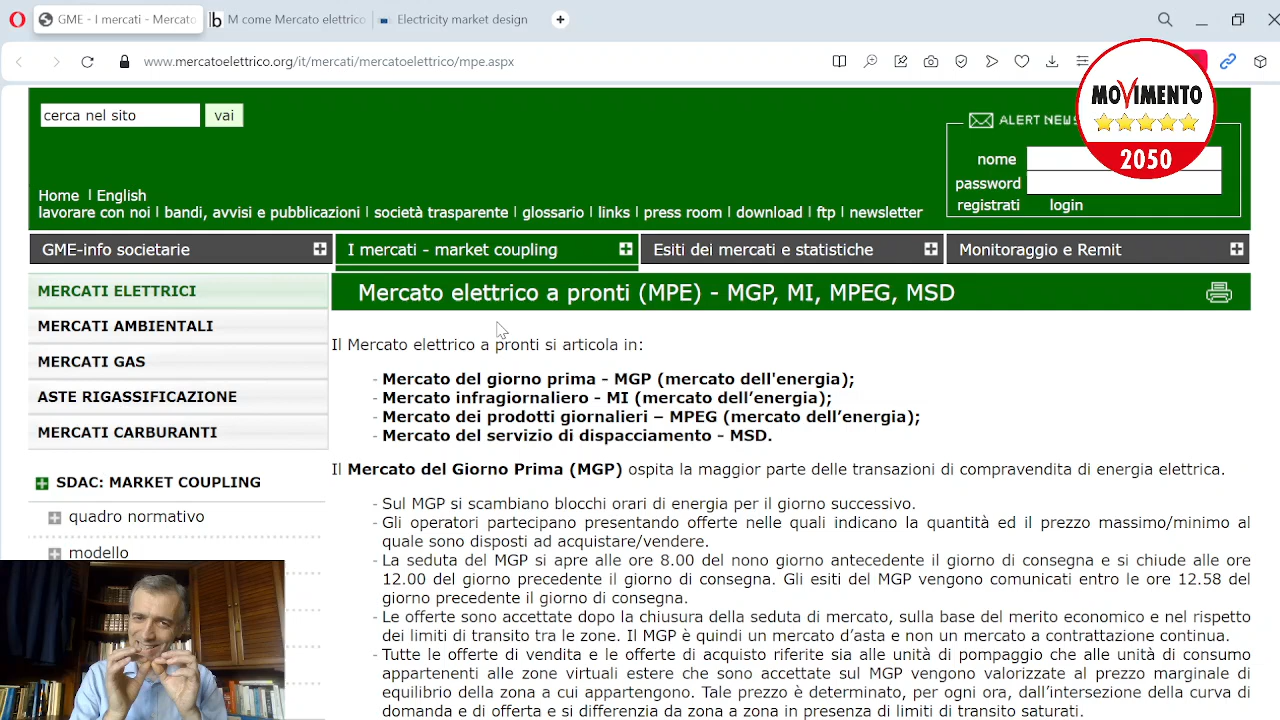 GME - I mercati - Mercato
M come Mercato elettrico
Electricity market design
www.mercatoelettrico.org/it/mercati/mercatoelettrico/mpe.aspx
MOVIMENTO
2050
cerca nel sito
vai
ALERT NEWS
nome
password
registrati
login
Home | English
lavorare con noi | bandi, avvisi e pubblicazioni | società trasparente | glossario | links | press room | download | ftp | newsletter
GME-info societarie
I mercati - market coupling
Esiti dei mercati e statistiche
Monitoraggio e Remit
MERCATI ELETTRICI
MERCATI AMBIENTALI
MERCATI GAS
ASTE RIGASSIFICAZIONE
MERCATI CARBURANTI
SDAC: MARKET COUPLING
quadro normativo
modello
Mercato elettrico a pronti (MPE) - MGP, MI, MPEG, MSD
Il Mercato elettrico a pronti si articola in:
- Mercato del giorno prima - MGP (mercato dell'energia);
- Mercato infragiornaliero - MI (mercato dell’energia);
- Mercato dei prodotti giornalieri – MPEG (mercato dell’energia);
- Mercato del servizio di dispacciamento - MSD.
Il Mercato del Giorno Prima (MGP) ospita la maggior parte delle transazioni di compravendita di energia elettrica.
- Sul MGP si scambiano blocchi orari di energia per il giorno successivo.
- Gli operatori partecipano presentando offerte nelle quali indicano la quantità ed il prezzo massimo/minimo al
quale sono disposti ad acquistare/vendere.
- La seduta del MGP si apre alle ore 8.00 del nono giorno antecedente il giorno di consegna e si chiude alle ore
12.00 del giorno precedente il giorno di consegna. Gli esiti del MGP vengono comunicati entro le ore 12.58 del
giorno precedente il giorno di consegna.
- Le offerte sono accettate dopo la chiusura della seduta di mercato, sulla base del merito economico e nel rispetto
dei limiti di transito tra le zone. Il MGP è quindi un mercato d’asta e non un mercato a contrattazione continua.
- Tutte le offerte di vendita e le offerte di acquisto riferite sia alle unità di pompaggio che alle unità di consumo
appartenenti alle zone virtuali estere che sono accettate sul MGP vengono valorizzate al prezzo marginale di
equilibrio della zona a cui appartengono. Tale prezzo è determinato, per ogni ora, dall’intersezione della curva di
domanda e di offerta e si differenzia da zona a zona in presenza di limiti di transito saturati.